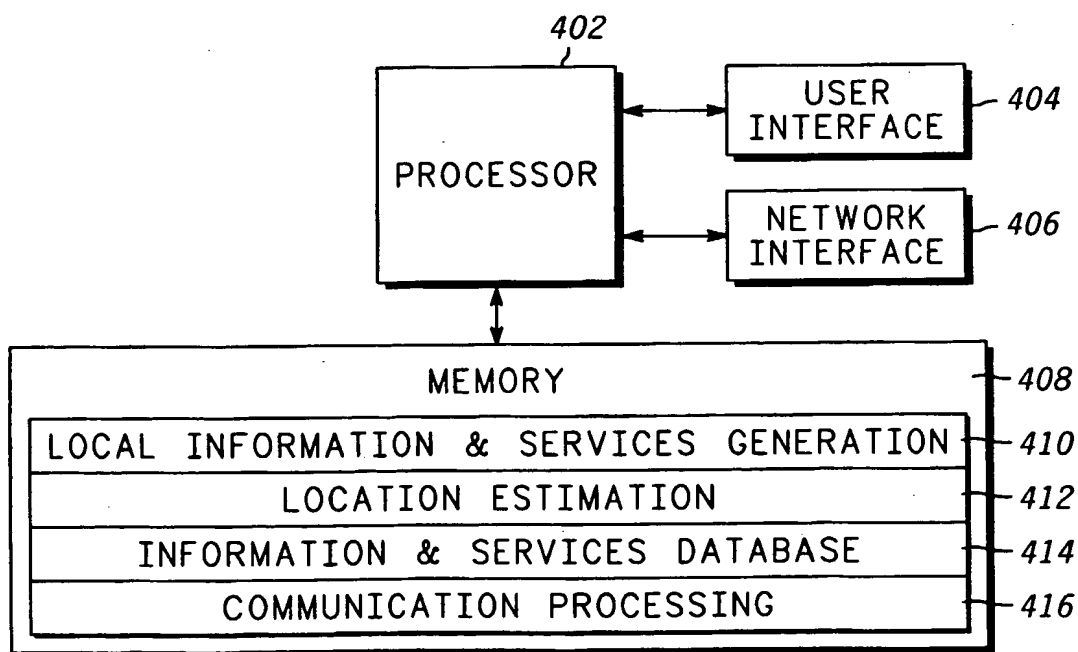 402
PROCESSOR
USER
INTERFACE
404
NETWORK
INTERFACE
406
MEMORY
408
LOCAL INFORMATION & SERVICES GENERATION
410
LOCATION ESTIMATION
412
INFORMATION & SERVICES DATABASE
414
COMMUNICATION PROCESSING
416